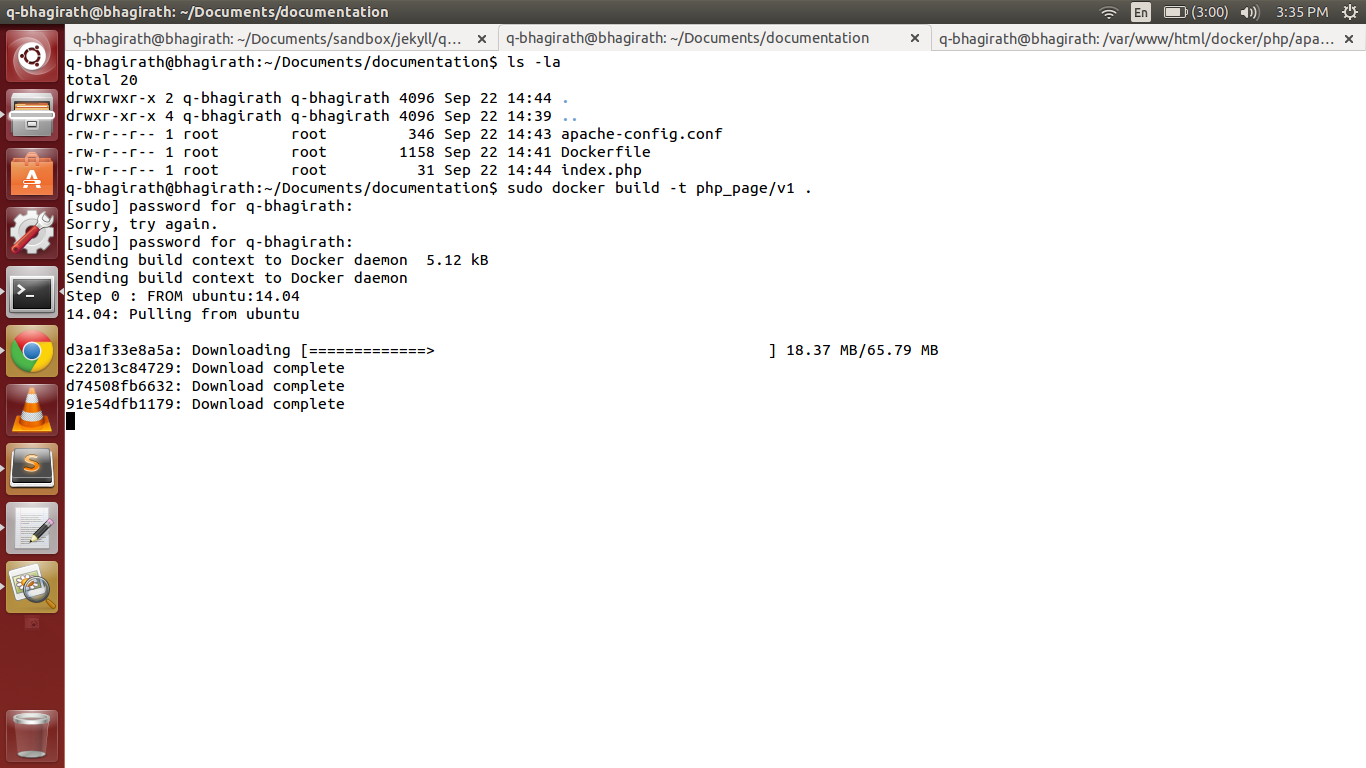 q-bhagirath@bhagirath: ~/Documents/documentation
En
(3:00)
3:35 PM
q-bhagirath@bhagirath: ~/Documents/sandbox/jekyll/q... ×
q-bhagirath@bhagirath: ~/Documents/documentation ×
q-bhagirath@bhagirath: /var/www/html/docker/php/apa... ×
q-bhagirath@bhagirath:~/Documents/documentation$ ls -la
total 20
drwxrwxr-x 2 q-bhagirath q-bhagirath 4096 Sep 22 14:44 .
drwxr-xr-x 4 q-bhagirath q-bhagirath 4096 Sep 22 14:39 ..
-rw-r--r-- 1 root        root         346 Sep 22 14:43 apache-config.conf
-rw-r--r-- 1 root        root        1158 Sep 22 14:41 Dockerfile
-rw-r--r-- 1 root        root          31 Sep 22 14:44 index.php
q-bhagirath@bhagirath:~/Documents/documentation$ sudo docker build -t php_page/v1 .
[sudo] password for q-bhagirath:
Sorry, try again.
[sudo] password for q-bhagirath:
Sending build context to Docker daemon  5.12 kB
Sending build context to Docker daemon
Step 0 : FROM ubuntu:14.04
14.04: Pulling from ubuntu
d3a1f33e8a5a: Downloading [=============>                                     ] 18.37 MB/65.79 MB
c22013c84729: Download complete
d74508fb6632: Download complete
91e54dfb1179: Download complete